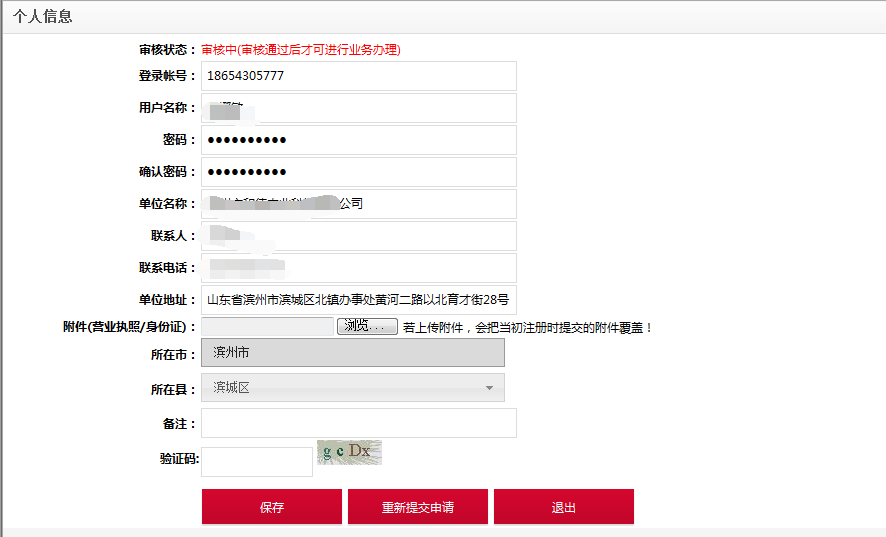 个人信息
审核状态： 审核中(审核通过后才可进行业务办理)
登录帐号： 18654305777
用户名称：
密码： ●●●●●●●●●●
确认密码： ●●●●●●●●●●
单位名称： 公司
联系人：
联系电话：
单位地址： 山东省滨州市滨城区北镇办事处黄河二路以北育才街28号
附件(营业执照/身份证)： 浏览... 若上传附件，会把当初注册时提交的附件覆盖！
所在市： 滨州市
所在县： 滨城区
备注：
验证码: gcDx
保存 重新提交申请 退出